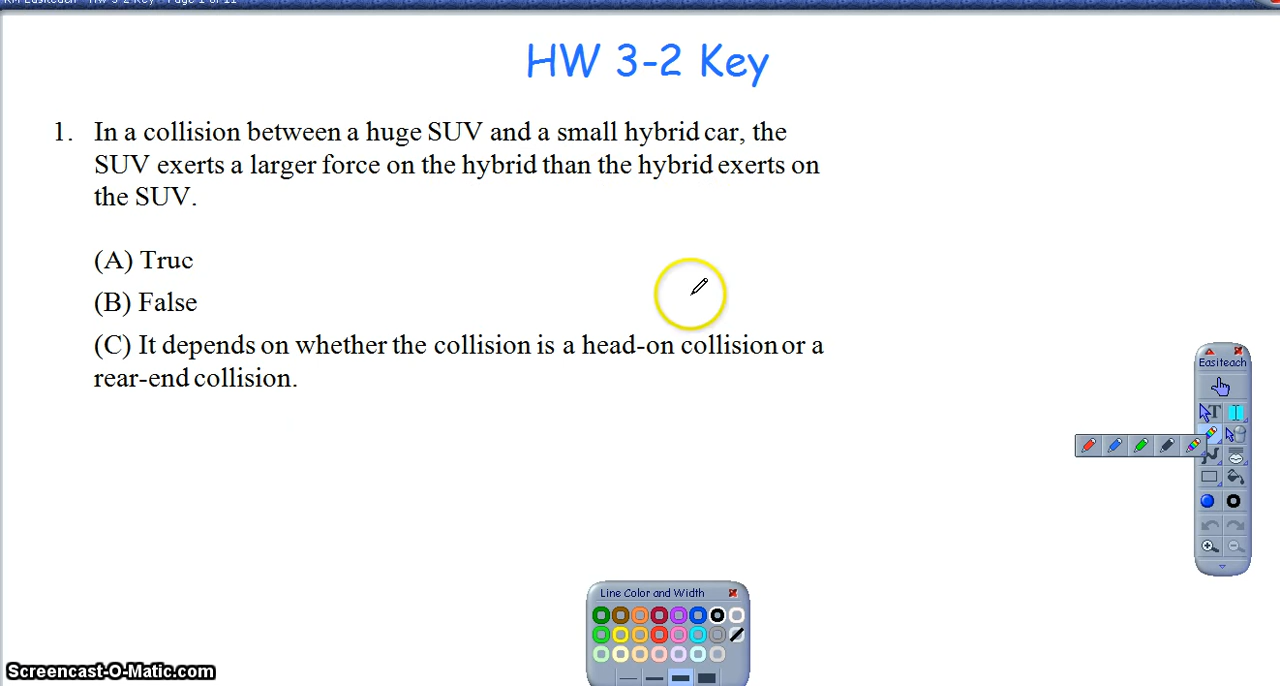 HW 3-2 Key
1. In a collision between a huge SUV and a small hybrid car, the
SUV exerts a larger force on the hybrid than the hybrid exerts on
the SUV.
(A) True
(B) False
(C) It depends on whether the collision is a head-on collision or a
rear-end collision.
Easiteach
Line Color and Width
Screencast-O-Matic.com